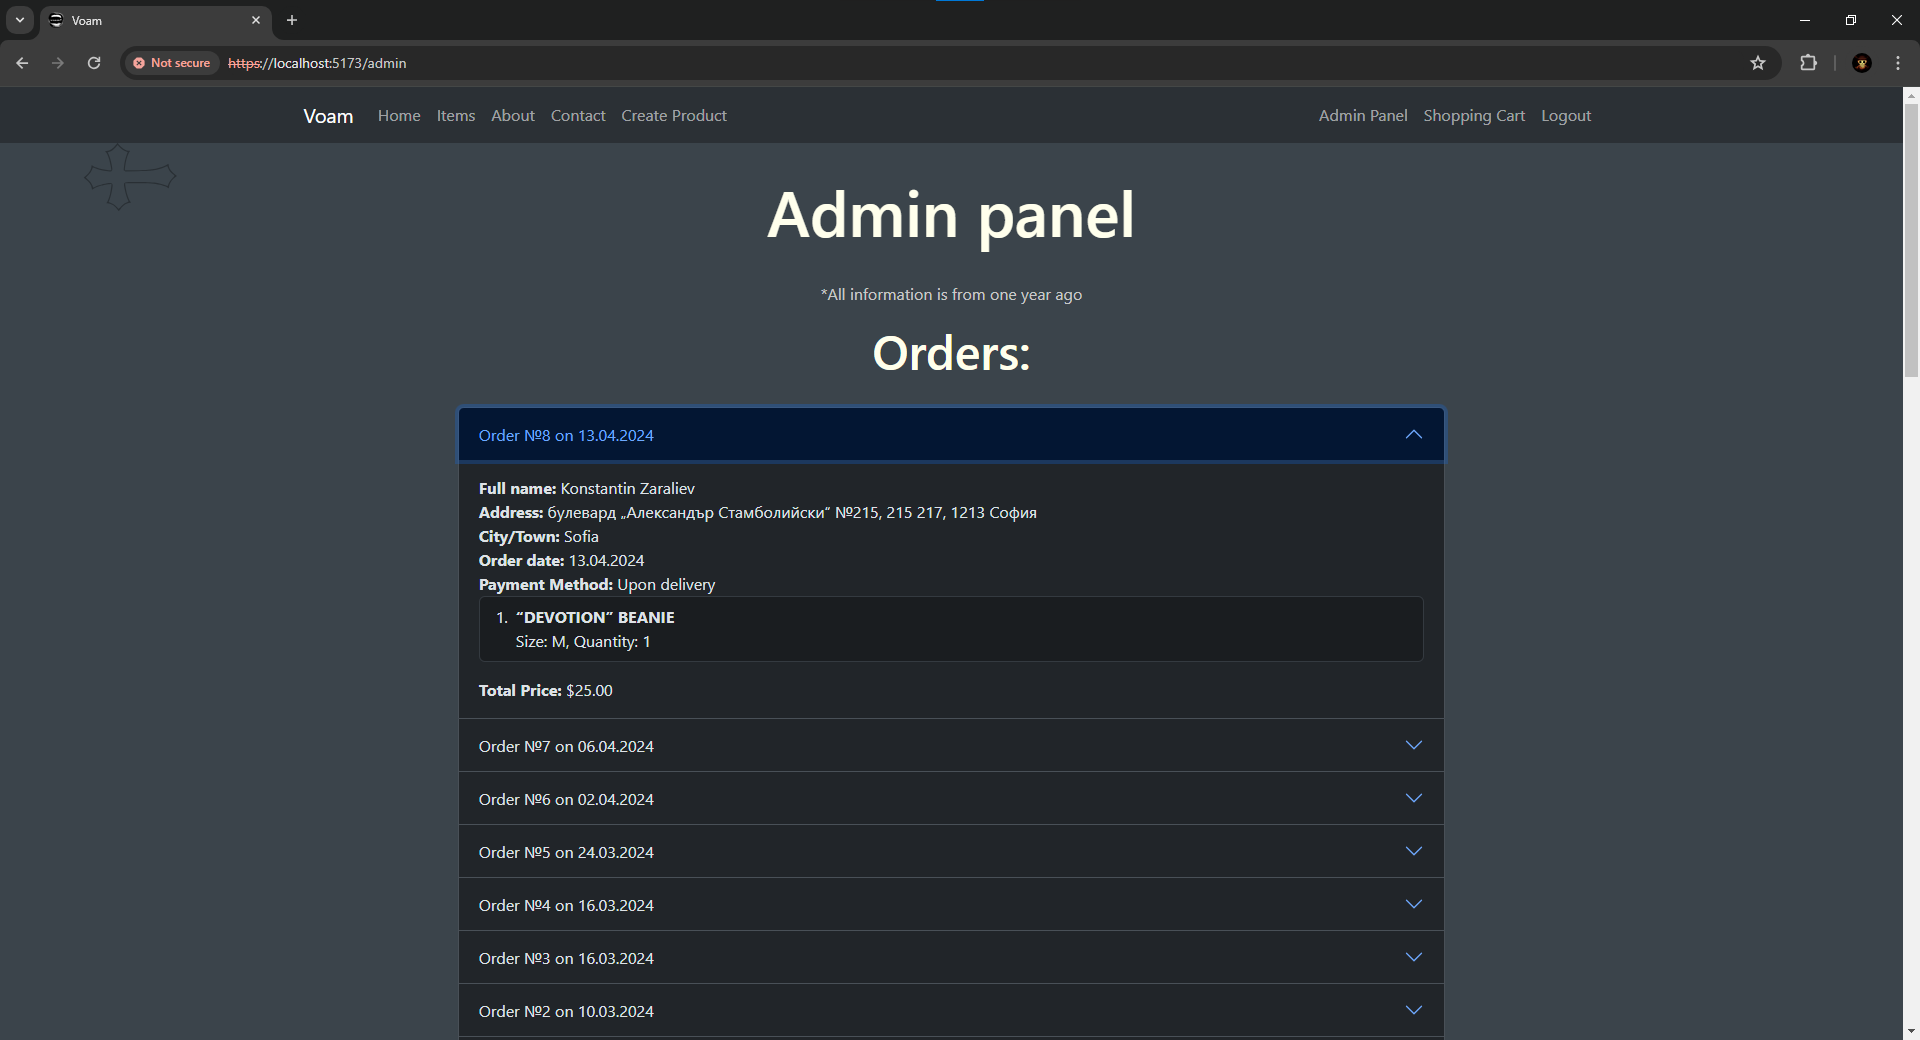 Voam
Not secure https://localhost:5173/admin
Voam Home Items About Contact Create Product Admin Panel Shopping Cart Logout
Admin panel
*All information is from one year ago
Orders:
Order №8 on 13.04.2024
Full name: Konstantin Zaraliev
Address: булевард „Александър Стамболийски“ №215, 215 217, 1213 София
City/Town: Sofia
Order date: 13.04.2024
Payment Method: Upon delivery
1. “DEVOTION” BEANIE
Size: M, Quantity: 1
Total Price: $25.00
Order №7 on 06.04.2024
Order №6 on 02.04.2024
Order №5 on 24.03.2024
Order №4 on 16.03.2024
Order №3 on 16.03.2024
Order №2 on 10.03.2024